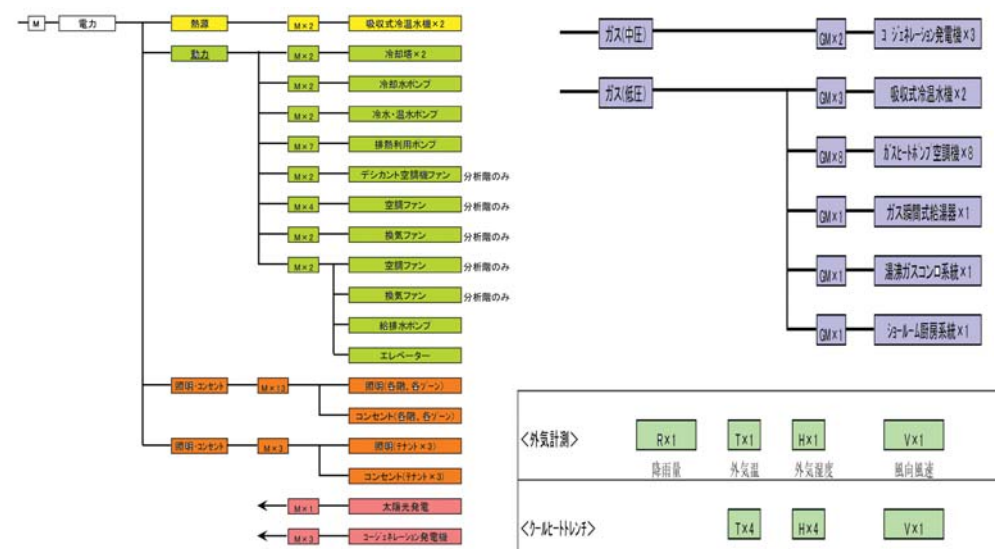 M 電力 熱源 M×2 吸収式冷温水機×2
動力 M×2 冷却塔×2
M×2 冷却水ポンプ
M×2 冷水・温水ポンプ
M×7 排熱利用ポンプ
M×2 デシカント空調機ファン 分析階のみ
M×4 空調ファン 分析階のみ
M×2 換気ファン 分析階のみ
M×2 空調ファン 分析階のみ
換気ファン 分析階のみ
給排水ポンプ
エレベーター
照明・コンセント M×12 照明(各階、各ゾーン)
コンセント(各階、各ゾーン)
照明・コンセント M×3 照明(テナント×3)
コンセント(テナント×3)
M×1 太陽光発電
M×3 コージェネレーション発電機
ガス(中圧) GM×2 コージェネレーション発電機×3
ガス(低圧) GM×3 吸収式冷温水機×2
GM×8 ガスヒートポンプ空調機×8
GM×1 ガス瞬間式給湯器×1
GM×1 湯沸ガスコンロ系統×1
GM×1 ショールーム厨房系統×1
<外気計測> R×1 T×1 H×1 V×1
降雨量 外気温 外気湿度 風向風速
<クールヒートトレンチ> T×4 H×4 V×1